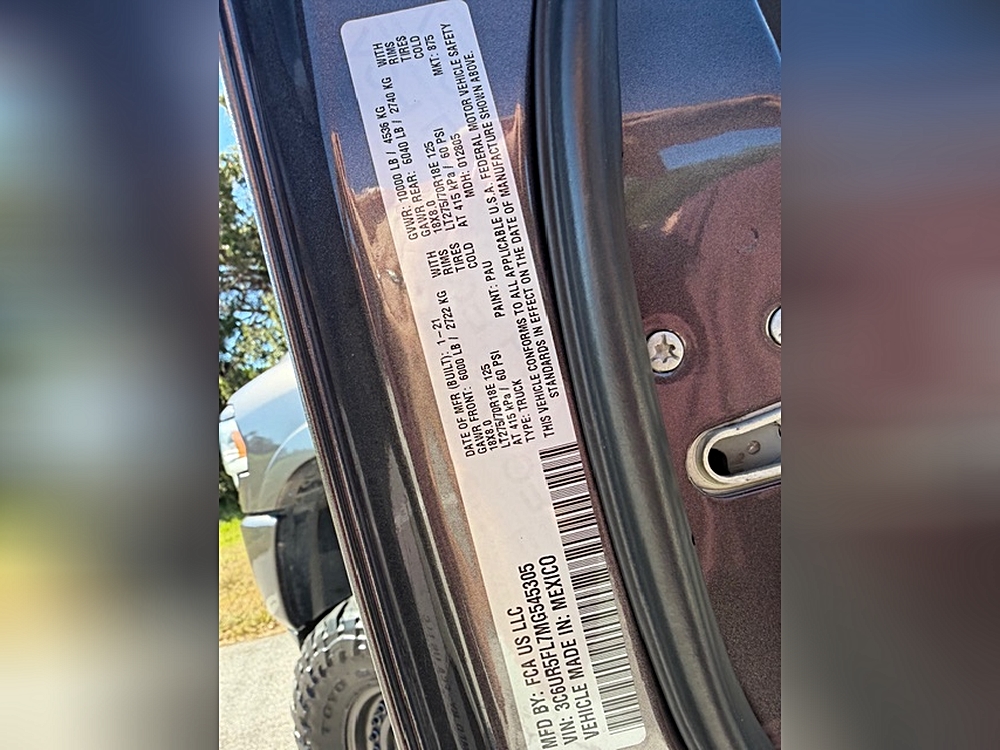 MFD BY: FCA US LLC
VIN: 3C6UR5FL7MG545305
VEHICLE MADE IN: MEXICO
DATE OF MFR (BUILT): 1-21 GVWR: 10000 LB / 4536 KG
GAWR FRONT: 6000 LB / 2722 KG WITH GAWR REAR: 6040 LB / 2740 KG WITH
18X8.0 RIMS 18X8.0 RIMS
LT275/70R18E 125 TIRES LT275/70R18E 125 TIRES
AT 415 kPa / 60 PSI COLD AT 415 kPa / 60 PSI COLD
TYPE: TRUCK PAINT: PAU MDH: 012805 MKT: 875
THIS VEHICLE CONFORMS TO ALL APPLICABLE U.S.A. FEDERAL MOTOR VEHICLE SAFETY
STANDARDS IN EFFECT ON THE DATE OF MANUFACTURE SHOWN ABOVE.
TOYO